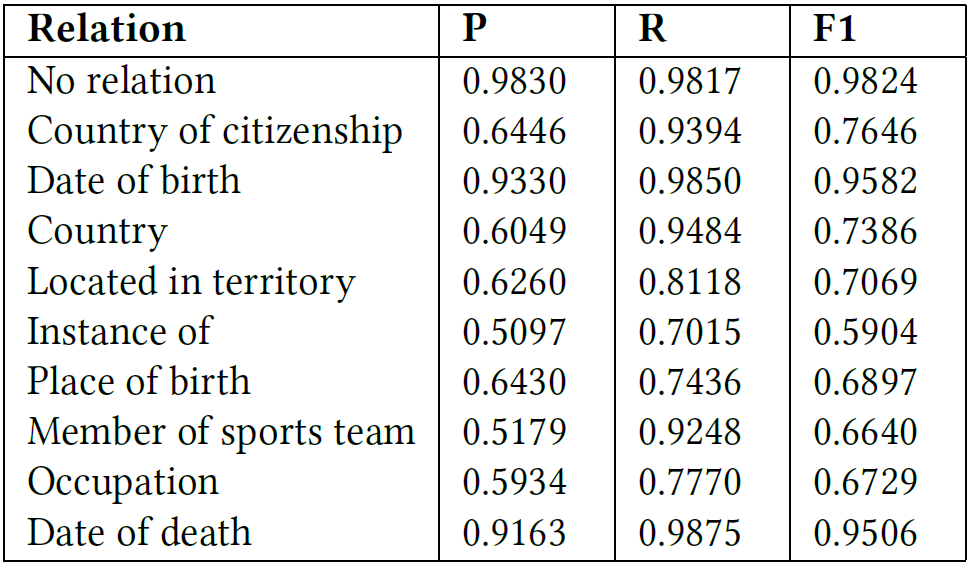 Relation P R F1
No relation 0.9830 0.9817 0.9824
Country of citizenship 0.6446 0.9394 0.7646
Date of birth 0.9330 0.9850 0.9582
Country 0.6049 0.9484 0.7386
Located in territory 0.6260 0.8118 0.7069
Instance of 0.5097 0.7015 0.5904
Place of birth 0.6430 0.7436 0.6897
Member of sports team 0.5179 0.9248 0.6640
Occupation 0.5934 0.7770 0.6729
Date of death 0.9163 0.9875 0.9506